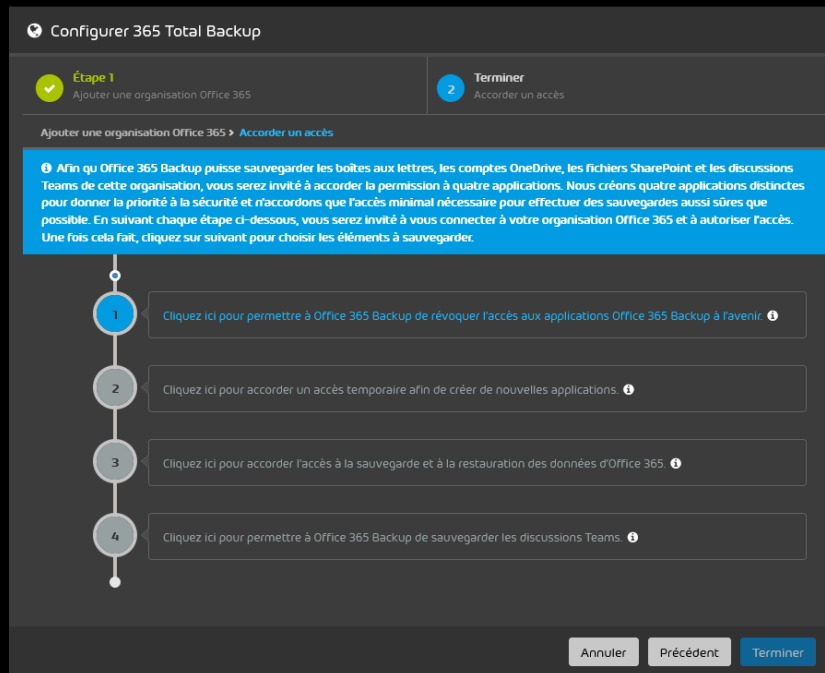 Configurer 365 Total Backup
Étape 1
Ajouter une organisation Office 365
2
Terminer
Accorder un accès
Ajouter une organisation Office 365 > Accorder un accès
Afin qu Office 365 Backup puisse sauvegarder les boîtes aux lettres, les comptes OneDrive, les fichiers SharePoint et les discussions
Teams de cette organisation, vous serez invité à accorder la permission à quatre applications. Nous créons quatre applications distinctes
pour donner la priorité à la sécurité et n'accordons que l'accès minimal nécessaire pour effectuer des sauvegardes aussi sûres que
possible. En suivant chaque étape ci-dessous, vous serez invité à vous connecter à votre organisation Office 365 et à autoriser l'accès.
Une fois cela fait, cliquez sur suivant pour choisir les éléments à sauvegarder.
1
Cliquez ici pour permettre à Office 365 Backup de révoquer l'accès aux applications Office 365 Backup à l'avenir.
2
Cliquez ici pour accorder un accès temporaire afin de créer de nouvelles applications.
3
Cliquez ici pour accorder l'accès à la sauvegarde et à la restauration des données d'Office 365.
4
Cliquez ici pour permettre à Office 365 Backup de sauvegarder les discussions Teams.
Annuler
Précédent
Terminer